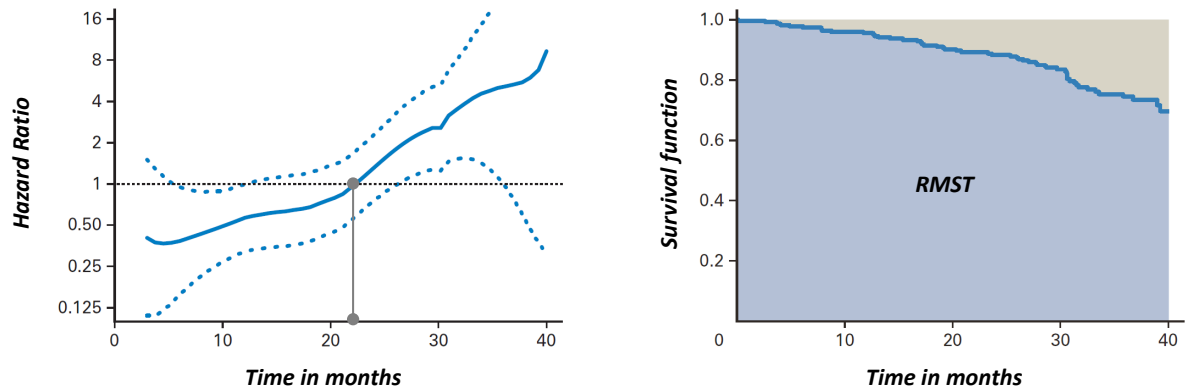 Hazard Ratio
16
8
4
2
1
0.50
0.25
0.125
0 10 20 30 40
Time in months
Survival function
1.0
0.8
0.6
0.4
0.2
0 10 20 30 40
RMST
Time in months